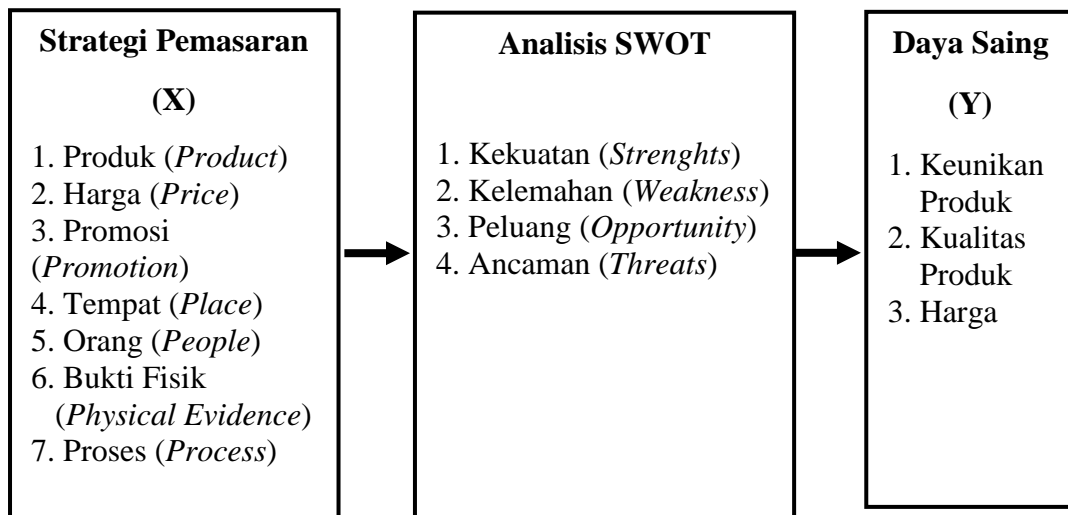 Strategi Pemasaran
(X)
1. Produk (Product)
2. Harga (Price)
3. Promosi
(Promotion)
4. Tempat (Place)
5. Orang (People)
6. Bukti Fisik
(Physical Evidence)
7. Proses (Process)
Analisis SWOT
1. Kekuatan (Strenghts)
2. Kelemahan (Weakness)
3. Peluang (Opportunity)
4. Ancaman (Threats)
Daya Saing
(Y)
1. Keunikan
Produk
2. Kualitas
Produk
3. Harga